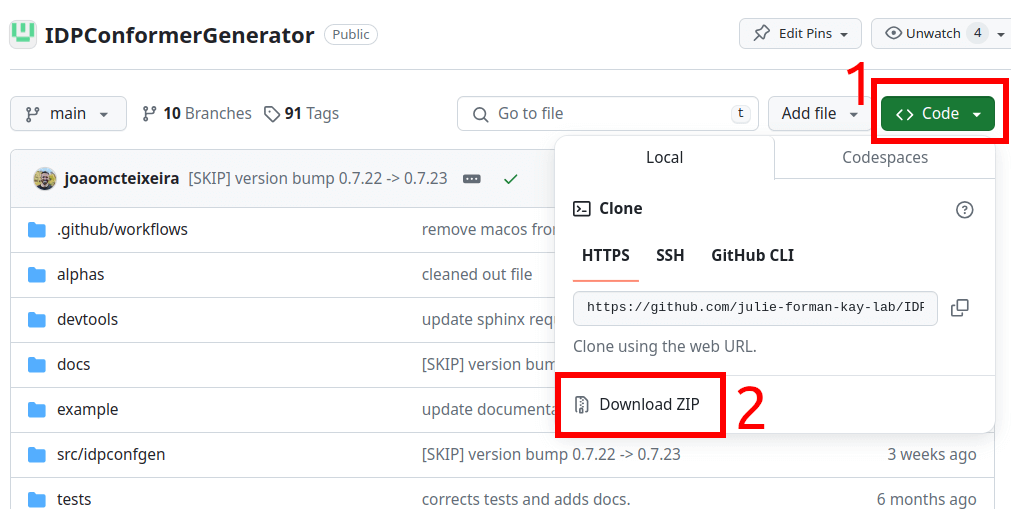 IDPConformerGenerator Public Edit Pins Unwatch 4
1
main 10 Branches 91 Tags Go to file t Add file Code
Local Codespaces
joaomcteixeira [SKIP] version bump 0.7.22 -> 0.7.23
Clone
.github/workflows remove macos fro
HTTPS SSH GitHub CLI
alphas cleaned out file
https://github.com/julie-forman-kay-lab/IDP
devtools update sphinx req
Clone using the web URL.
docs [SKIP] version bum
Download ZIP 2
example update documenta
src/idpconfgen [SKIP] version bump 0.7.22 -> 0.7.23 3 weeks ago
tests corrects tests and adds docs. 6 months ago